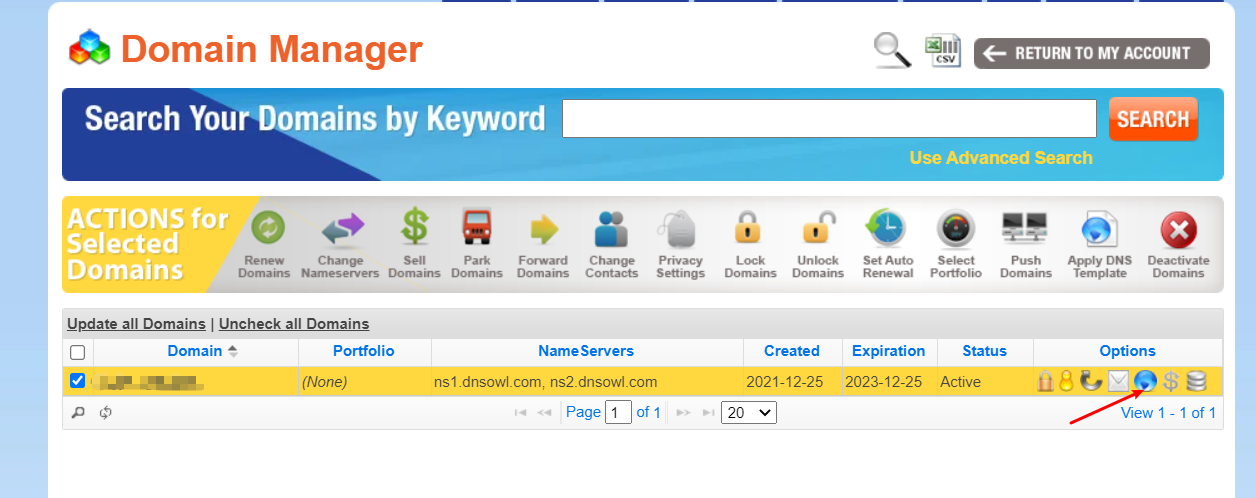 Domain Manager
CSV
RETURN TO MY ACCOUNT
Search Your Domains by Keyword
SEARCH
Use Advanced Search
ACTIONS for
Selected
Domains
Renew
Domains
Change
Nameservers
Sell
Domains
Park
Domains
Forward
Domains
Change
Contacts
Privacy
Settings
Lock
Domains
Unlock
Domains
Set Auto
Renewal
Select
Portfolio
Push
Domains
Apply DNS
Template
Deactivate
Domains
Update all Domains | Uncheck all Domains
Domain Portfolio NameServers Created Expiration Status Options
(None) ns1.dnsowl.com, ns2.dnsowl.com 2021-12-25 2023-12-25 Active
Page 1 of 1 20 View 1 - 1 of 1